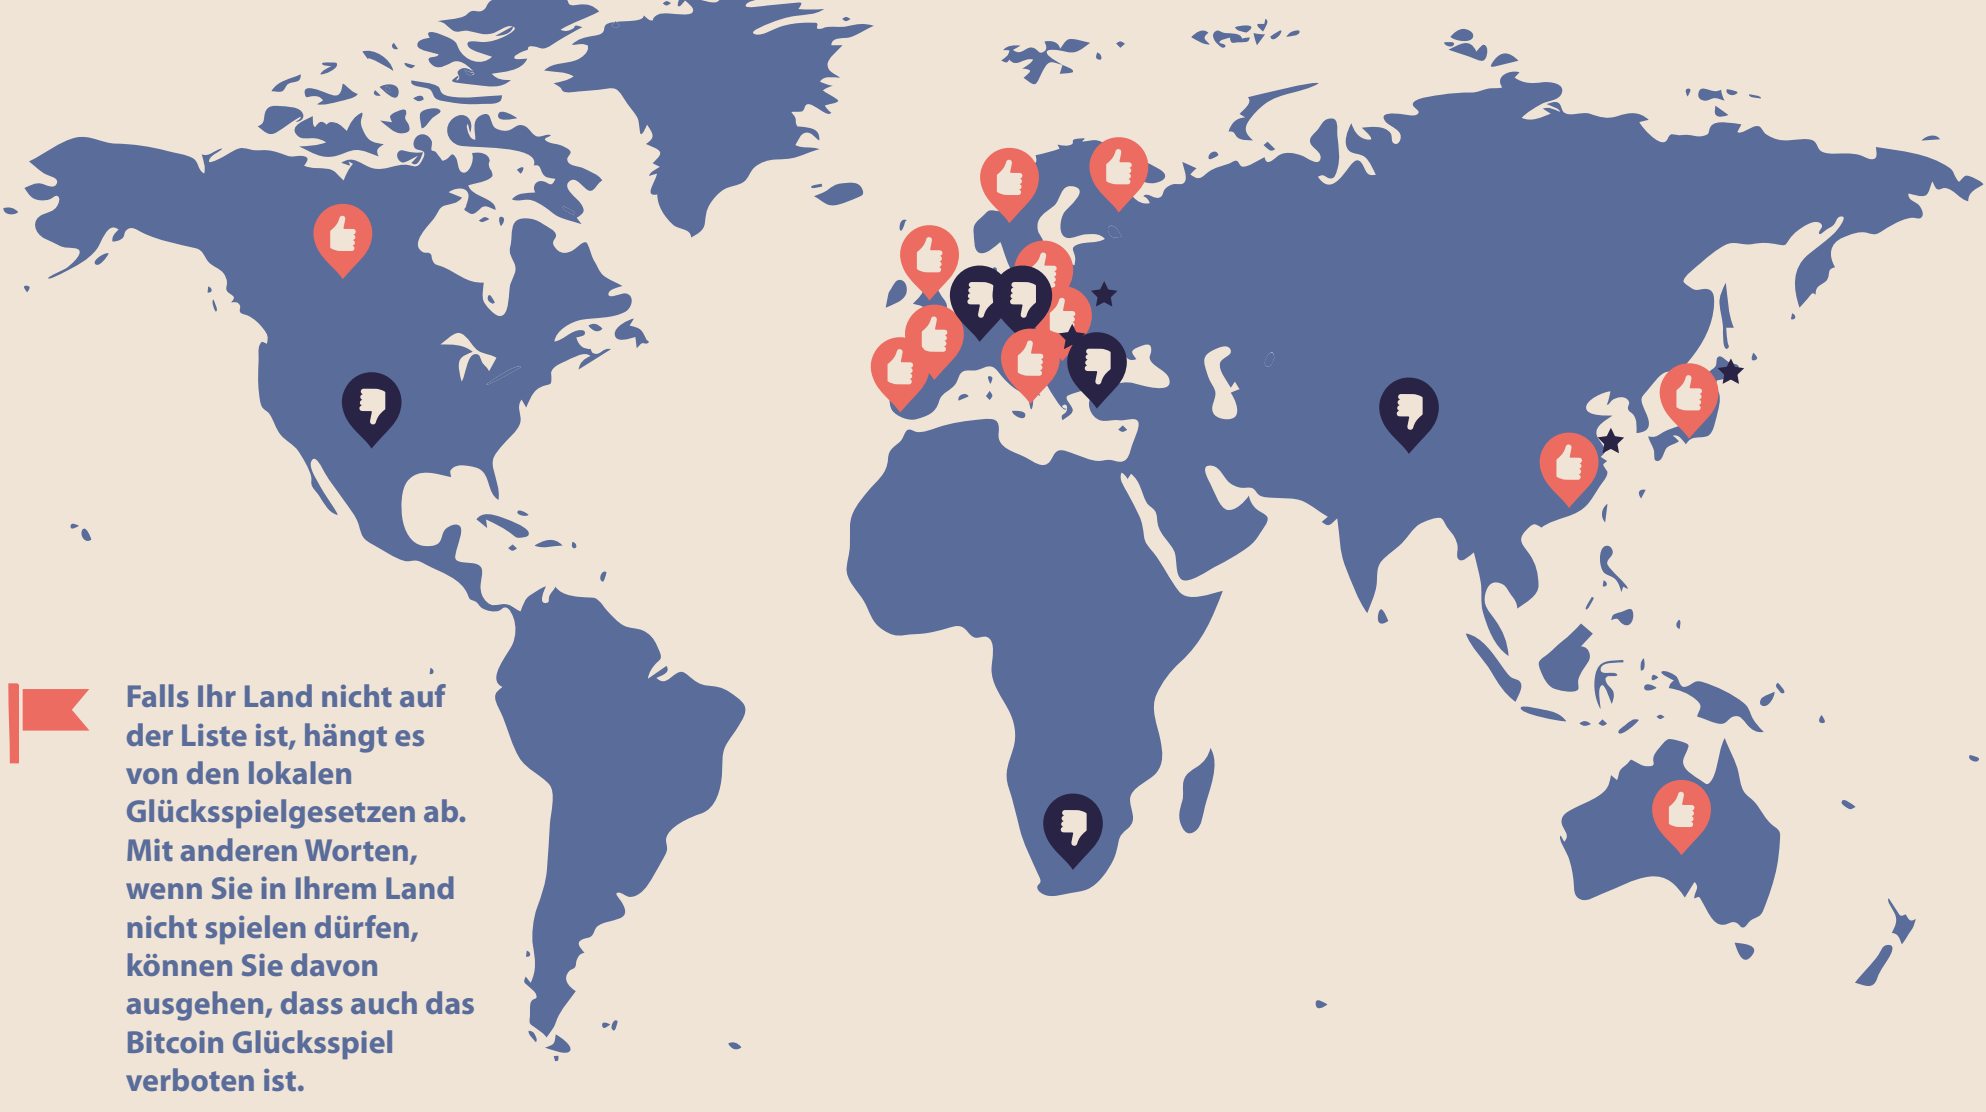 Falls Ihr Land nicht auf
der Liste ist, hängt es
von den lokalen
Glücksspielgesetzen ab.
Mit anderen Worten,
wenn Sie in Ihrem Land
nicht spielen dürfen,
können Sie davon
ausgehen, dass auch das
Bitcoin Glücksspiel
verboten ist.